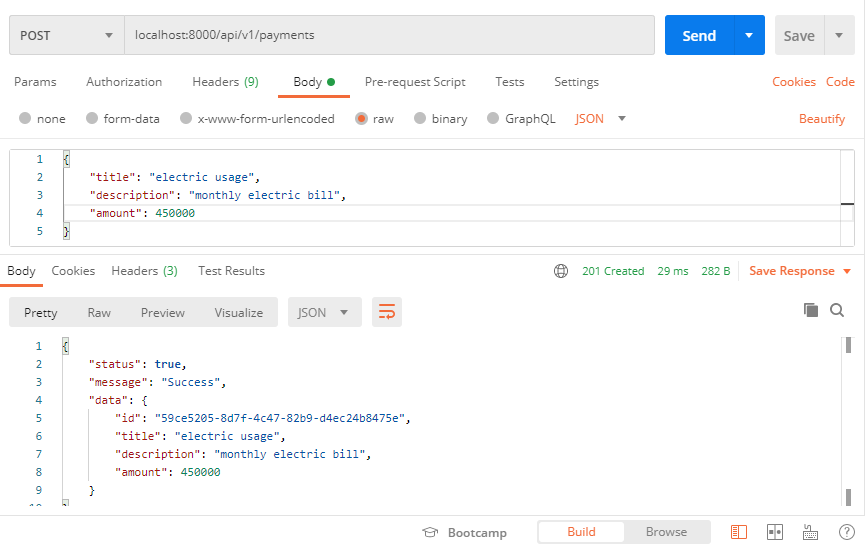 POST localhost:8000/api/v1/payments Send Save
Params Authorization Headers (9) Body Pre-request Script Tests Settings Cookies Code
none form-data x-www-form-urlencoded raw binary GraphQL JSON Beautify
1 {
2 "title": "electric usage",
3 "description": "monthly electric bill",
4 "amount": 450000
5 }
Body Cookies Headers (3) Test Results 201 Created 29 ms 282 B Save Response
Pretty Raw Preview Visualize JSON
1 {
2 "status": true,
3 "message": "Success",
4 "data": {
5 "id": "59ce5205-8d7f-4c47-82b9-d4ec24b8475e",
6 "title": "electric usage",
7 "description": "monthly electric bill",
8 "amount": 450000
9 }
Bootcamp Build Browse